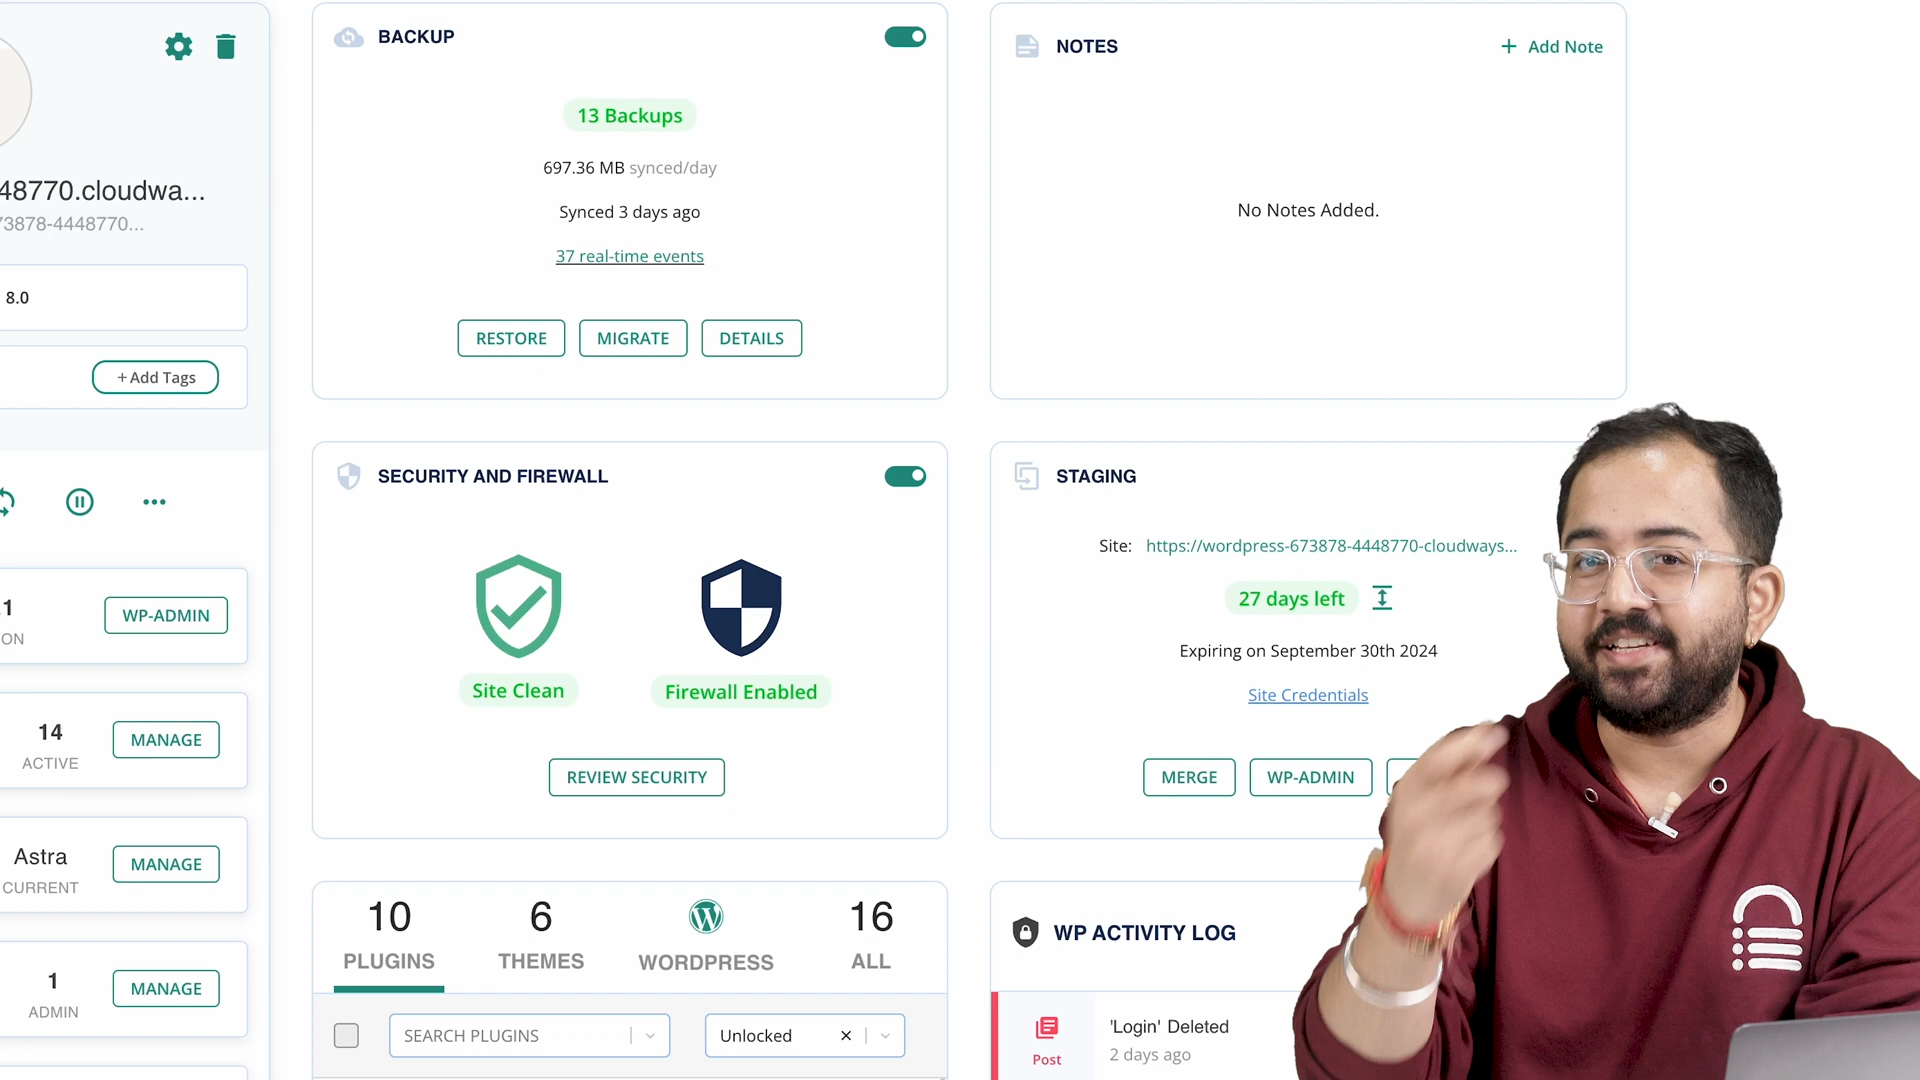 BACKUP
13 Backups
697.36 MB synced/day
Synced 3 days ago
37 real-time events
RESTORE
MIGRATE
DETAILS
NOTES
+ Add Note
No Notes Added.
48770.cloudwa...
73878-4448770...
8.0
+Add Tags
.1
ON
WP-ADMIN
14
ACTIVE
MANAGE
Astra
CURRENT
MANAGE
1
ADMIN
MANAGE
SECURITY AND FIREWALL
Site Clean
Firewall Enabled
REVIEW SECURITY
STAGING
Site: https://wordpress-673878-4448770-cloudways...
27 days left
Expiring on September 30th 2024
Site Credentials
MERGE
WP-ADMIN
10
PLUGINS
6
THEMES
WORDPRESS
16
ALL
SEARCH PLUGINS
Unlocked
WP ACTIVITY LOG
Post
'Login' Deleted
2 days ago